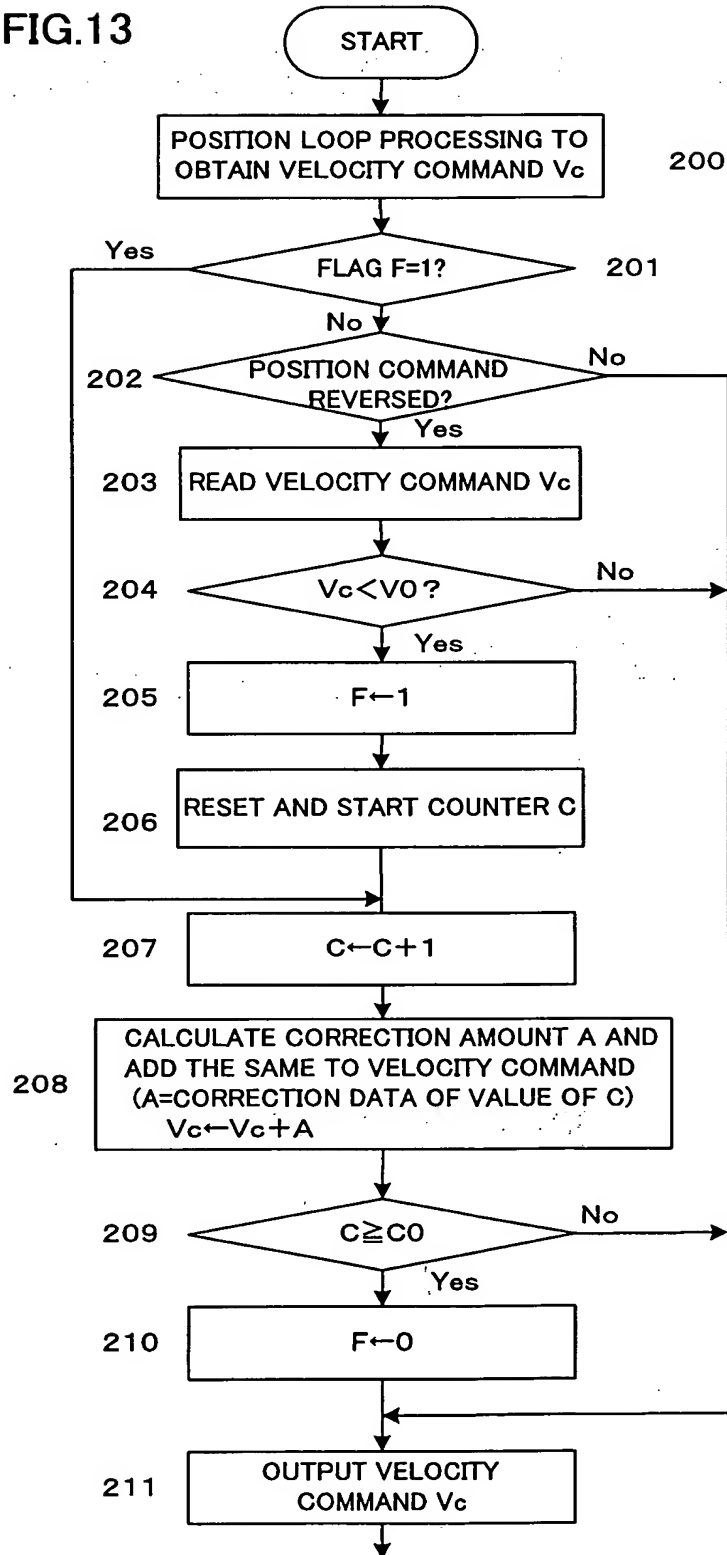 FIG.13
START
POSITION LOOP PROCESSING TO
OBTAIN VELOCITY COMMAND Vc
200
Yes
FLAG F=1?
201
No
202
POSITION COMMAND
REVERSED?
No
Yes
203
READ VELOCITY COMMAND Vc
204
Vc<V0?
No
Yes
205
F←1
206
RESET AND START COUNTER C
207
C←C+1
208
CALCULATE CORRECTION AMOUNT A AND
ADD THE SAME TO VELOCITY COMMAND
(A=CORRECTION DATA OF VALUE OF C)
Vc←Vc+A
209
C≧C0
No
Yes
210
F←0
211
OUTPUT VELOCITY
COMMAND Vc